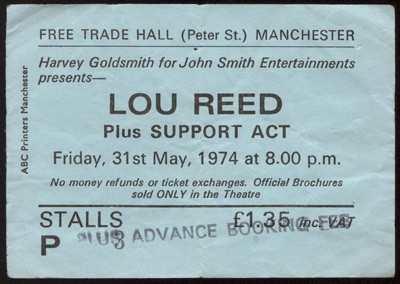 FREE TRADE HALL (Peter St.) MANCHESTER
Harvey Goldsmith for John Smith Entertainments
presents—
LOU REED
Plus SUPPORT ACT
Friday, 31st May, 1974 at 8.00 p.m.
No money refunds or ticket exchanges. Official Brochures
sold ONLY in the Theatre
STALLS £1.35 inc. VAT
P 8
PLUS ADVANCE BOOKING FEE
ABC Printers Manchester